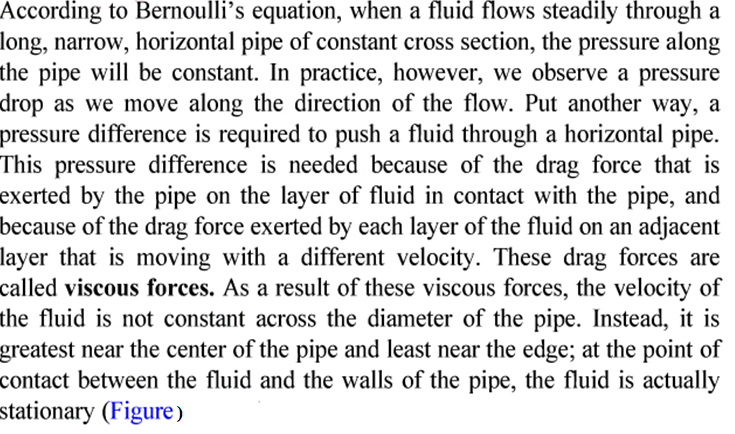 According to Bernoulli's equation, when a fluid flows steadily through a
long, narrow, horizontal pipe of constant cross section, the pressure along
the pipe will be constant. In practice, however, we observe a pressure
drop as we move along the direction of the flow. Put another way, a
pressure difference is required to push a fluid through a horizontal pipe.
This pressure difference is needed because of the drag force that is
exerted by the pipe on the layer of fluid in contact with the pipe, and
because of the drag force exerted by each layer of the fluid on an adjacent
layer that is moving with a different velocity. These drag forces are
called viscous forces. As a result of these viscous forces, the velocity of
the fluid is not constant across the diameter of the pipe. Instead, it is
greatest near the center of the pipe and least near the edge; at the point of
contact between the fluid and the walls of the pipe, the fluid is actually
stationary (Figure)